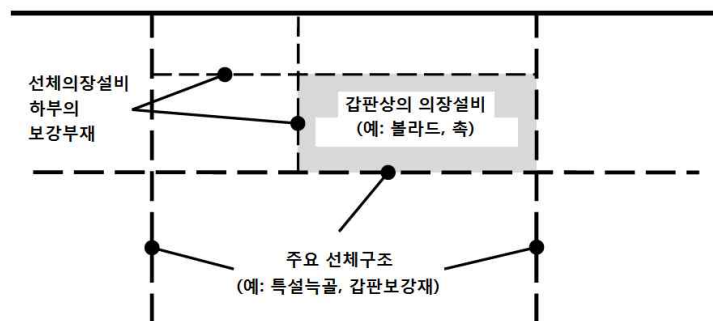 선체의장설비
하부의
보강부재
갑판상의 의장설비
(예: 볼라드, 촉)
주요 선체구조
(예: 특설늑골, 갑판보강재)